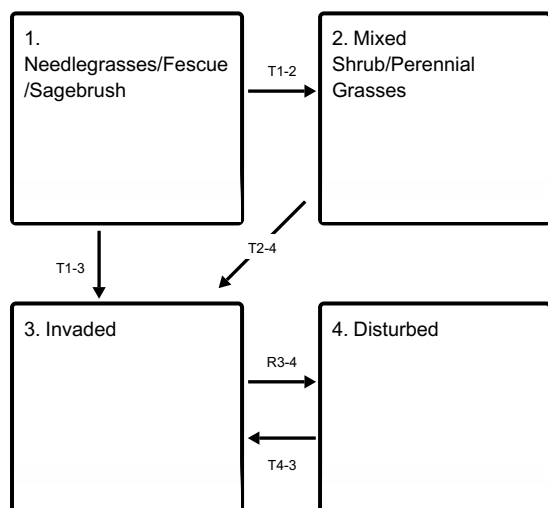 1.
Needlegrasses/Fescue
/Sagebrush
T1-2
2. Mixed
Shrub/Perennial
Grasses
T1-3
T2-4
3. Invaded
R3-4
T4-3
4. Disturbed